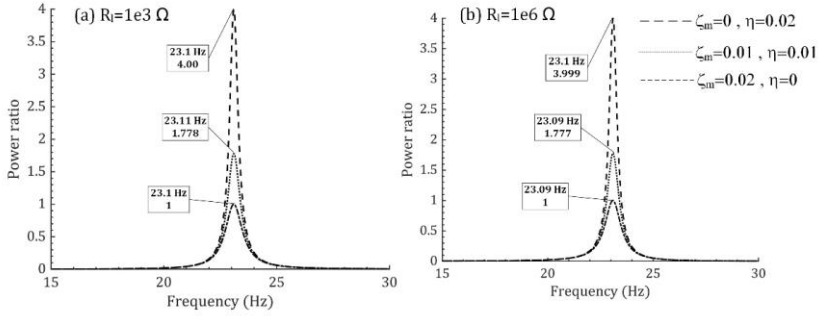 (a) Rₗ=1e3 Ω
Power ratio
4
3.5
3
2.5
2
1.5
1
0.5
0
23.1 Hz
4.00
23.11 Hz
1.778
23.1 Hz
1
15
20
25
30
Frequency (Hz)
(b) Rₗ=1e6 Ω
Power ratio
4
3.5
3
2.5
2
1.5
1
0.5
0
23.1 Hz
3.999
23.09 Hz
1.777
23.09 Hz
1
15
20
25
30
Frequency (Hz)
ζm=0 , η=0.02
ζm=0.01 , η=0.01
ζm=0.02 , η=0